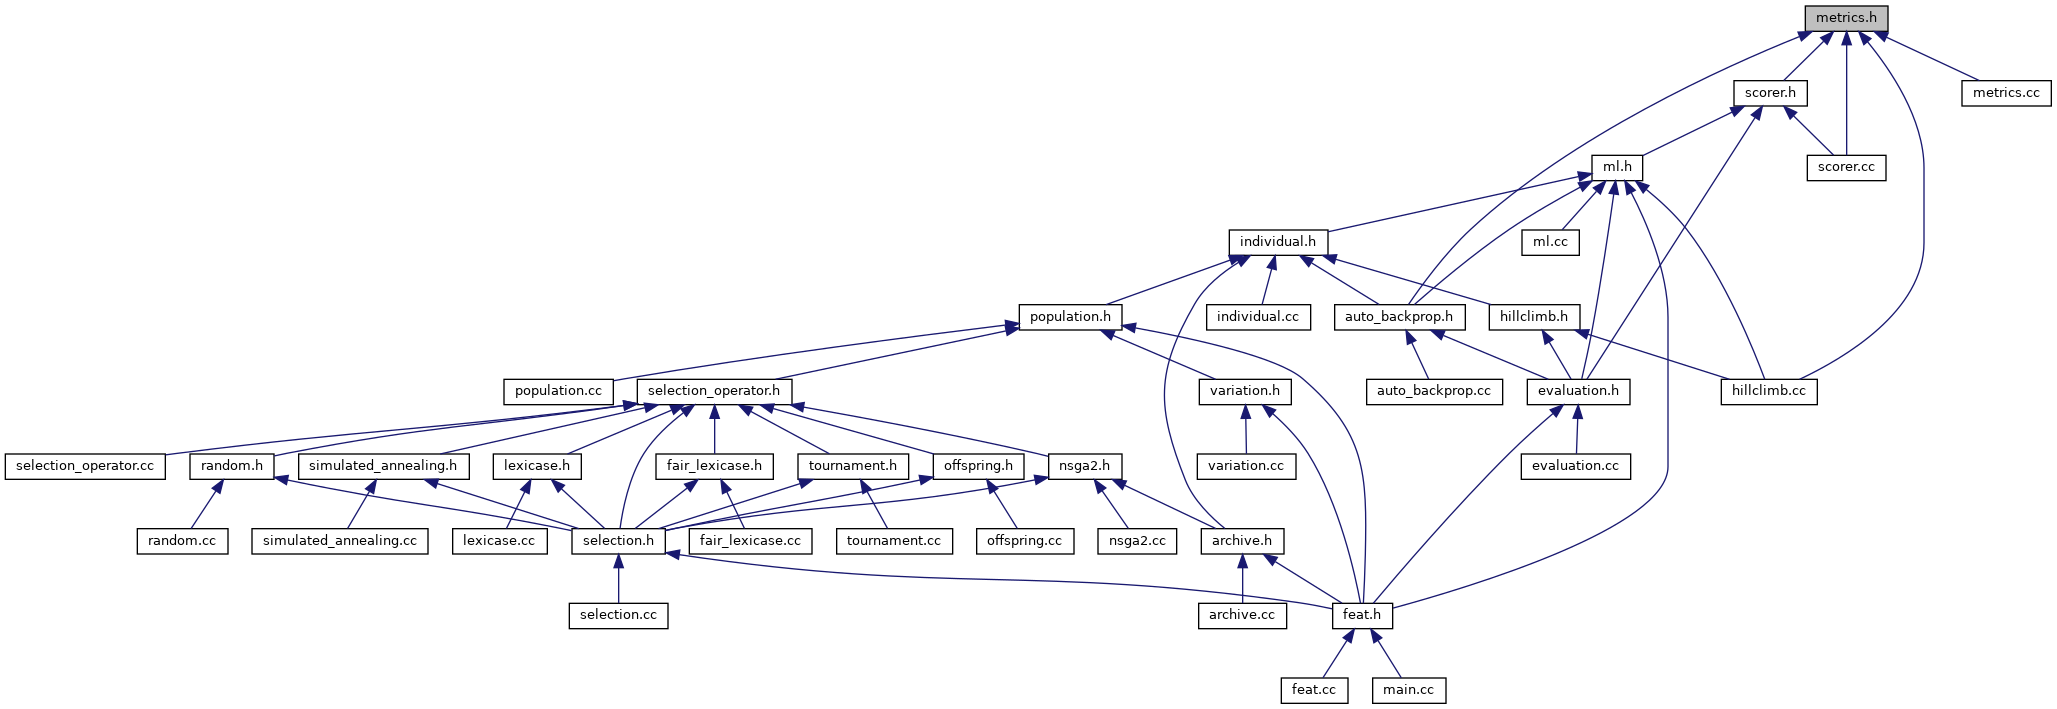 metrics.h
scorer.h
metrics.cc
ml.h
scorer.cc
individual.h
ml.cc
population.h
individual.cc
auto_backprop.h
hillclimb.h
population.cc
selection_operator.h
variation.h
auto_backprop.cc
evaluation.h
hillclimb.cc
selection_operator.cc
random.h
simulated_annealing.h
lexicase.h
fair_lexicase.h
tournament.h
offspring.h
nsga2.h
variation.cc
evaluation.cc
random.cc
simulated_annealing.cc
lexicase.cc
selection.h
fair_lexicase.cc
tournament.cc
offspring.cc
nsga2.cc
archive.h
selection.cc
archive.cc
feat.h
feat.cc
main.cc